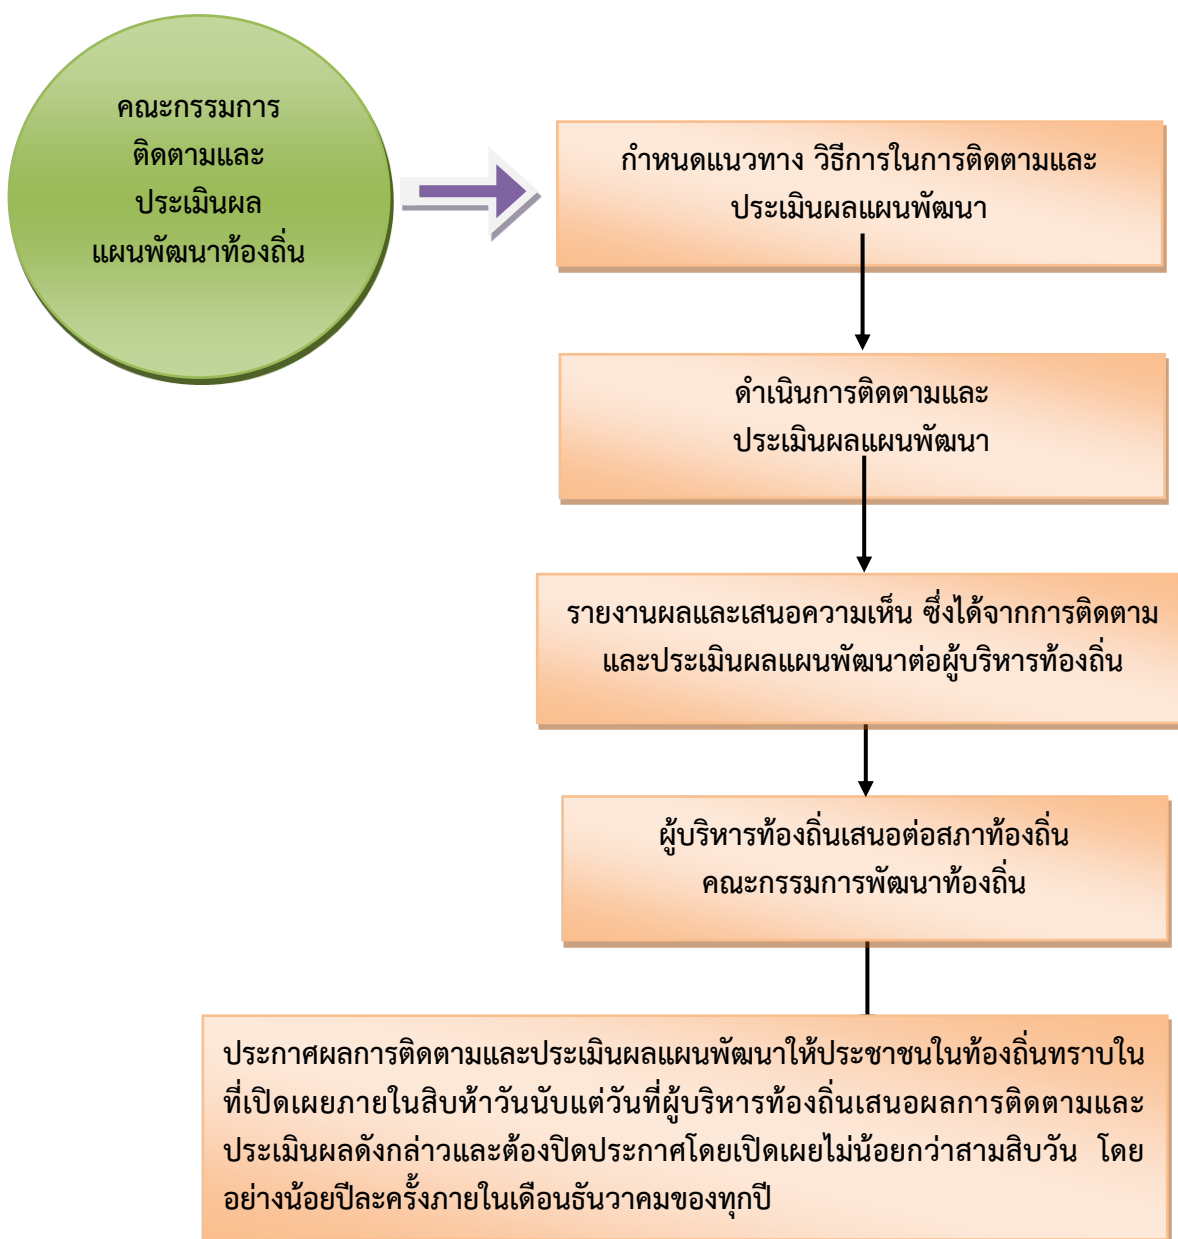 คณะกรรมการ
ติดตามและ
ประเมินผล
แผนพัฒนาท้องถิ่น
กำหนดแนวทาง วิธีการในการติดตามและ
ประเมินผลแผนพัฒนา
ดำเนินการติดตามและ
ประเมินผลแผนพัฒนา
รายงานผลและเสนอความเห็น ซึ่งได้จากการติดตาม
และประเมินผลแผนพัฒนาต่อผู้บริหารท้องถิ่น
ผู้บริหารท้องถิ่นเสนอต่อสภาท้องถิ่น
คณะกรรมการพัฒนาท้องถิ่น
ประกาศผลการติดตามและประเมินผลแผนพัฒนาให้ประชาชนในท้องถิ่นทราบใน
ที่เปิดเผยภายในสิบห้าวันนับแต่วันที่ผู้บริหารท้องถิ่นเสนอผลการติดตามและ
ประเมินผลดังกล่าวและต้องปิดประกาศโดยเปิดเผยไม่น้อยกว่าสามสิบวัน โดย
อย่างน้อยปีละครั้งภายในเดือนธันวาคมของทุกปี